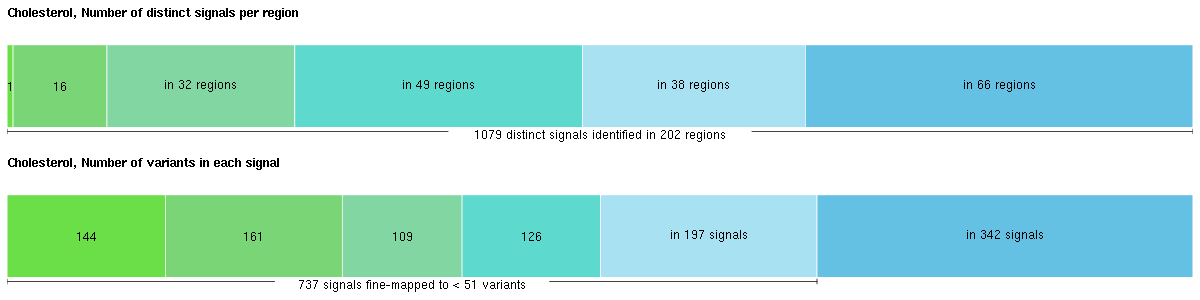 Cholesterol, Number of distinct signals per region
1 16 in 32 regions in 49 regions in 38 regions in 66 regions
1079 distinct signals identified in 202 regions
Cholesterol, Number of variants in each signal
144 161 109 126 in 197 signals in 342 signals
737 signals fine-mapped to < 51 variants